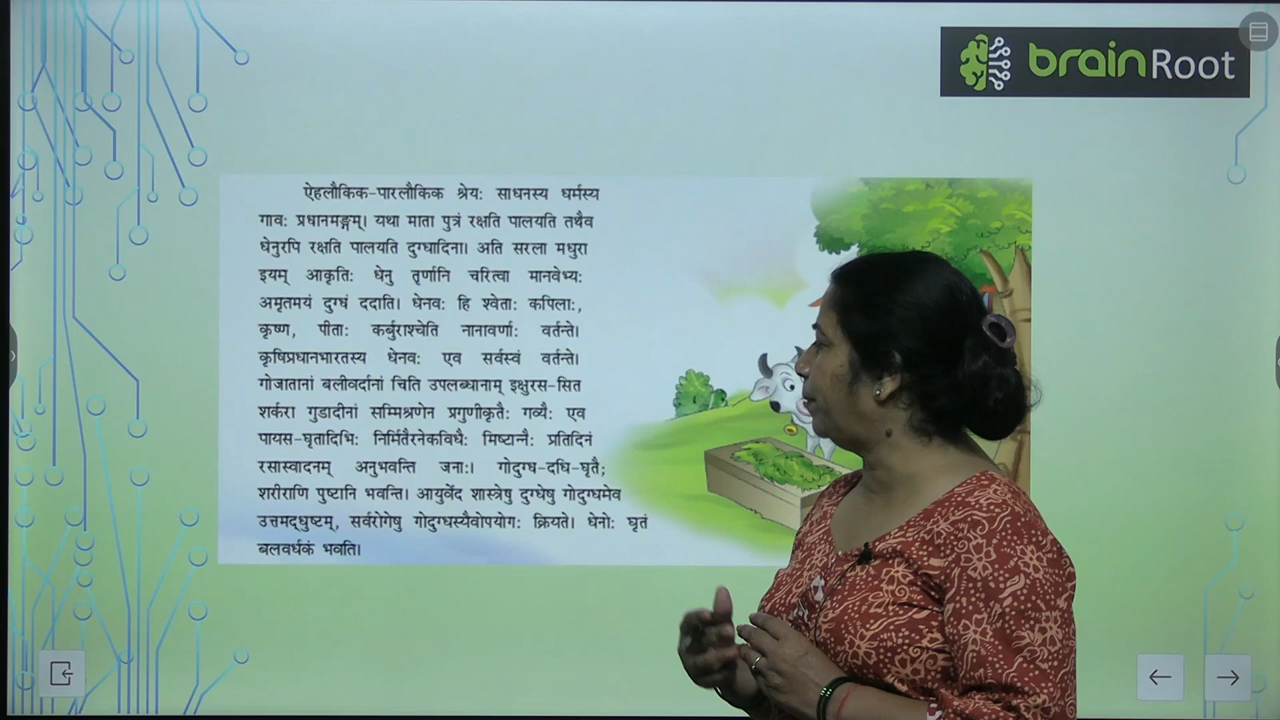 brainRoot
ऐहलौकिक-पारलौकिक श्रेयः साधनस्य धर्मस्य
गावः प्रधानमङ्गम्। यथा माता पुत्रं रक्षति पालयति तथैव
धेनुरपि रक्षति पालयति दुग्धादिना। अति सरला मधुरा
इयम् आकृतिः धेनु तृर्णानि चरित्वा मानवेभ्यः
अमृतमयं दुग्धं ददाति। धेनवः हि श्वेताः कपिलाः,
कृष्ण, पीताः कर्बुराश्चेति नानावर्णाः वर्तन्ते।
कृषिप्रधानभारतस्य धेनवः एव सर्वस्वं वर्तन्ते।
गोजातानां बलीवर्दानां चिति उपलब्धानाम् इक्षुरस-सित
शर्करा गुडादीनां सम्मिश्रणेन प्रगुणीकृतैः गव्यैः एव
पायस-घृतादिभिः निर्मितैरनेकविधैः मिष्टान्नैः प्रतिदिनं
रसास्वादनम् अनुभवन्ति जनाः। गोदुग्ध-दधि-घृतै;
शरीराणि पुष्टानि भवन्ति। आयुर्वेद शास्त्रेषु दुग्धेषु गोदुग्धमेव
उत्तमद्धुष्टम्, सर्वरोगेषु गोदुग्धस्यैवोपयोगः क्रियते। धेनोः घृतं
बलवर्धकं भवति।